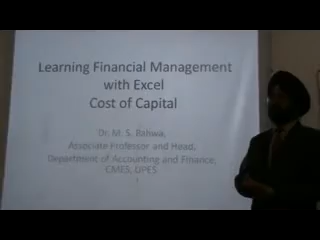 Learning Financial Management
with Excel
Cost of Capital
Dr. M. S. Bahwa,
Associate Professor and Head,
Department of Accounting and Finance,
CMES, UPES